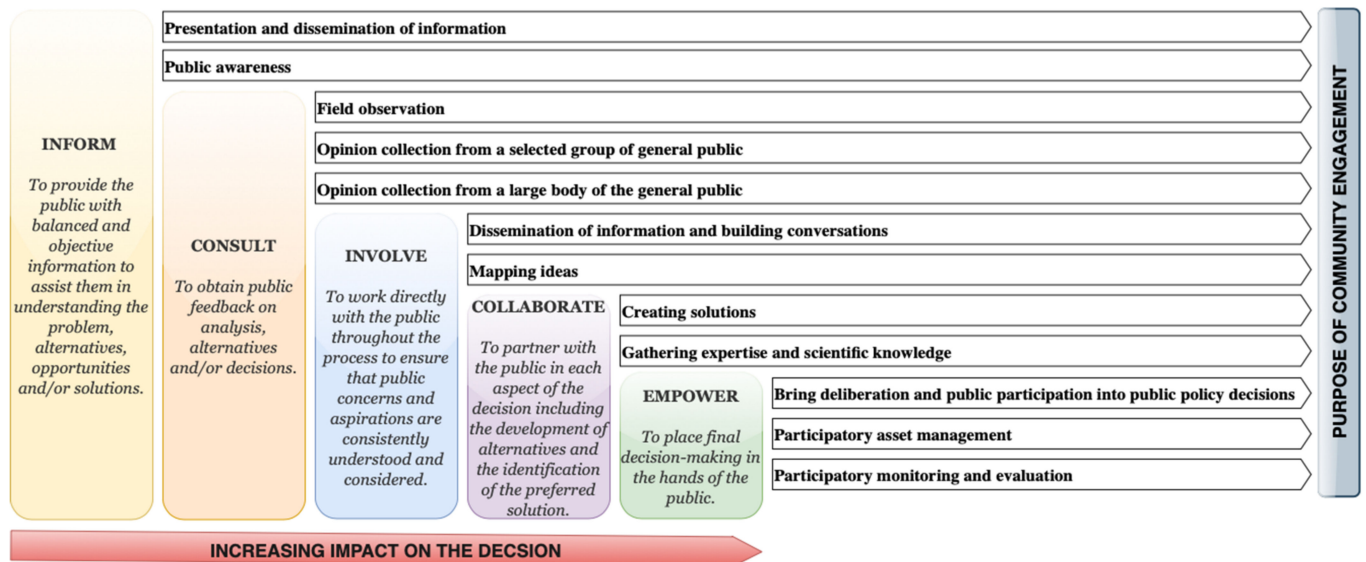 Presentation and dissemination of information
Public awareness
Field observation
Opinion collection from a selected group of general public
Opinion collection from a large body of the general public
Dissemination of information and building conversations
Mapping ideas
Creating solutions
Gathering expertise and scientific knowledge
Bring deliberation and public participation into public policy decisions
Participatory asset management
Participatory monitoring and evaluation
INFORM
To provide the
public with
balanced and
objective
information to
assist them in
understanding the
problem,
alternatives,
opportunities
and/or solutions.
CONSULT
To obtain public
feedback on
analysis,
alternatives
and/or decisions.
INVOLVE
To work directly
with the public
throughout the
process to ensure
that public
concerns and
aspirations are
consistently
understood and
considered.
COLLABORATE
To partner with
the public in each
aspect of the
decision including
the development of
alternatives and
the identification
of the preferred
solution.
EMPOWER
To place final
decision-making in
the hands of the
public.
PURPOSE OF COMMUNITY ENGAGEMENT
INCREASING IMPACT ON THE DECSION